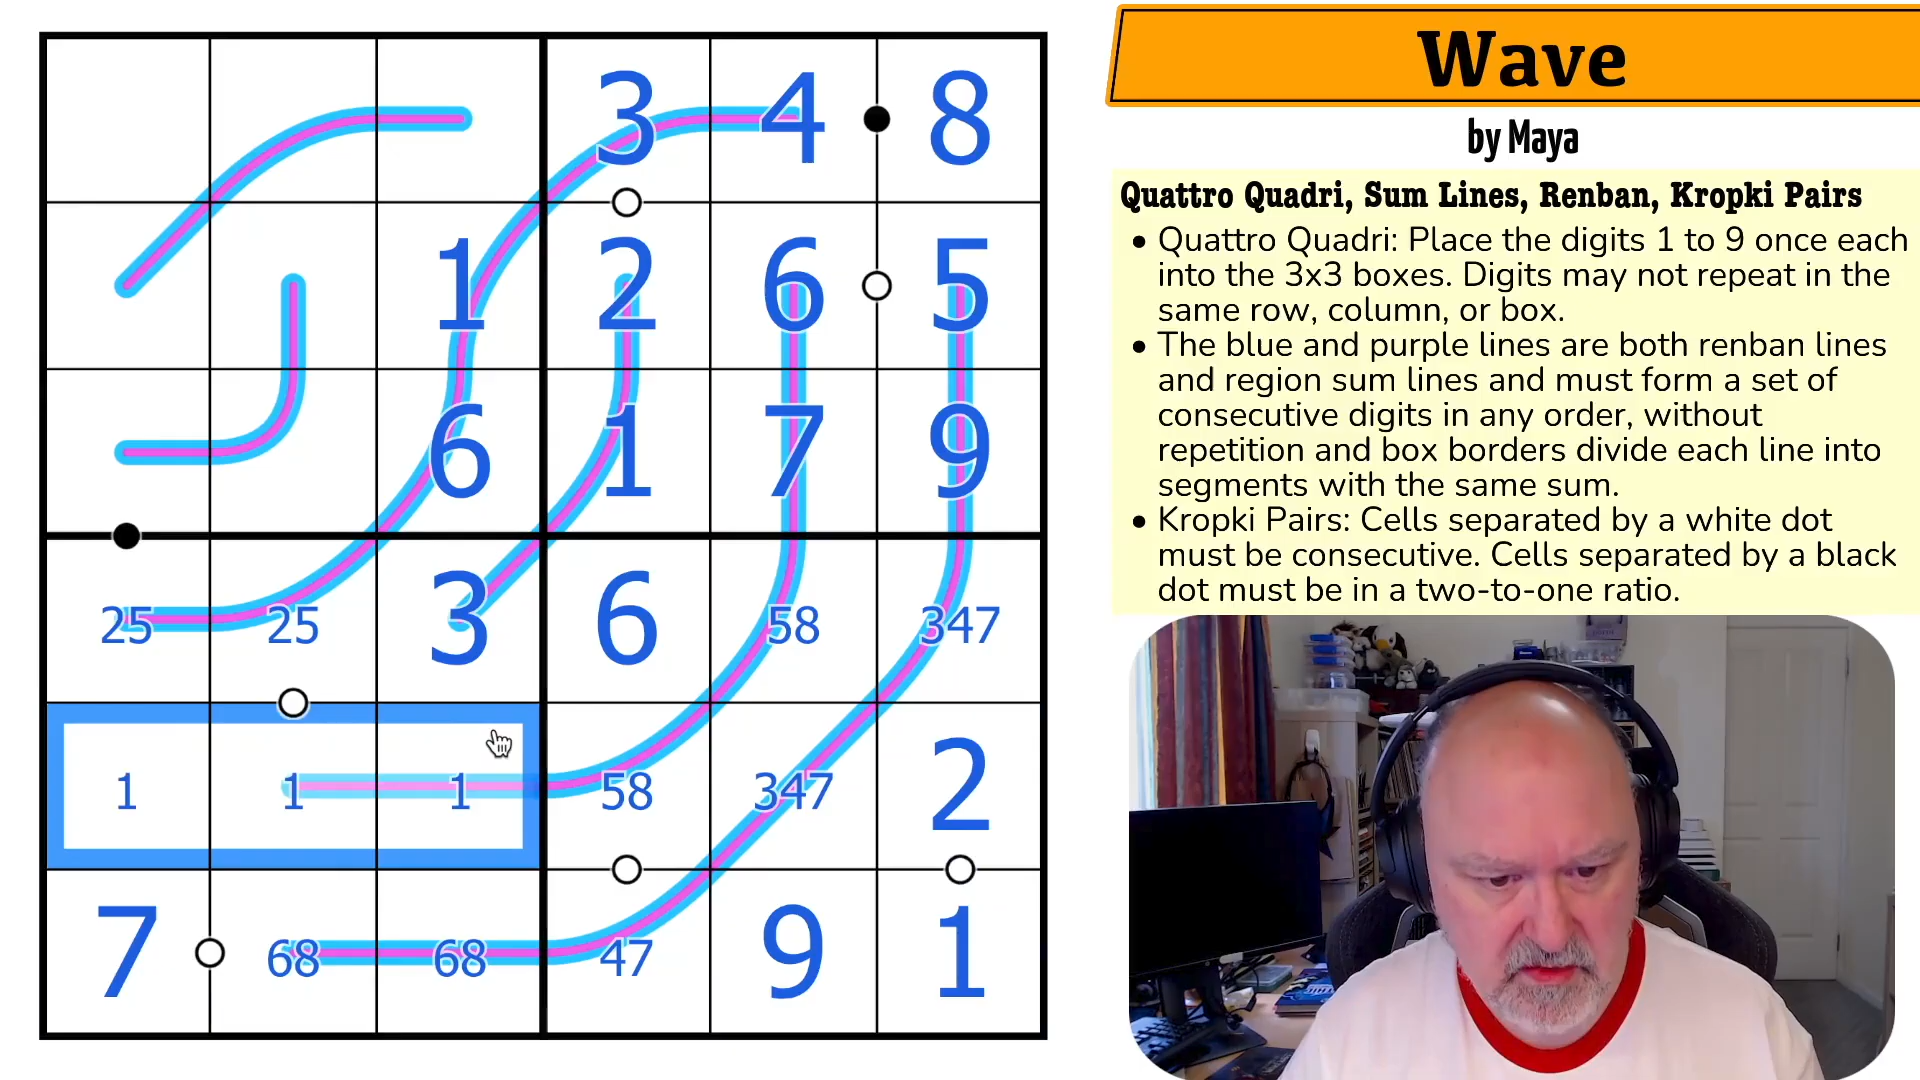 Wave
by Maya
Quattro Quadri, Sum Lines, Renban, Kropki Pairs
• Quattro Quadri: Place the digits 1 to 9 once each
into the 3x3 boxes. Digits may not repeat in the
same row, column, or box.
• The blue and purple lines are both renban lines
and region sum lines and must form a set of
consecutive digits in any order, without
repetition and box borders divide each line into
segments with the same sum.
• Kropki Pairs: Cells separated by a white dot
must be consecutive. Cells separated by a black
dot must be in a two-to-one ratio.
3 4 8
1 2 6 5
6 1 7 9
25 25 3 6 58 347
1 1 1 58 347 2
7 68 68 47 9 1